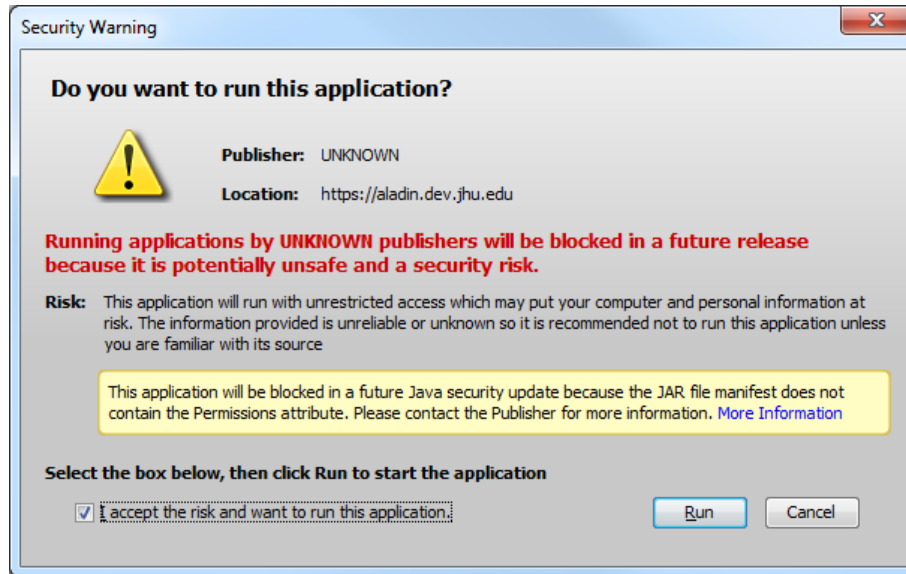 Security Warning
Do you want to run this application?
Publisher: UNKNOWN
Location: https://aladin.dev.jhu.edu
Running applications by UNKNOWN publishers will be blocked in a future release
because it is potentially unsafe and a security risk.
Risk: This application will run with unrestricted access which may put your computer and personal information at
risk. The information provided is unreliable or unknown so it is recommended not to run this application unless
you are familiar with its source
This application will be blocked in a future Java security update because the JAR file manifest does not
contain the Permissions attribute. Please contact the Publisher for more information. More Information
Select the box below, then click Run to start the application
I accept the risk and want to run this application.
Run Cancel